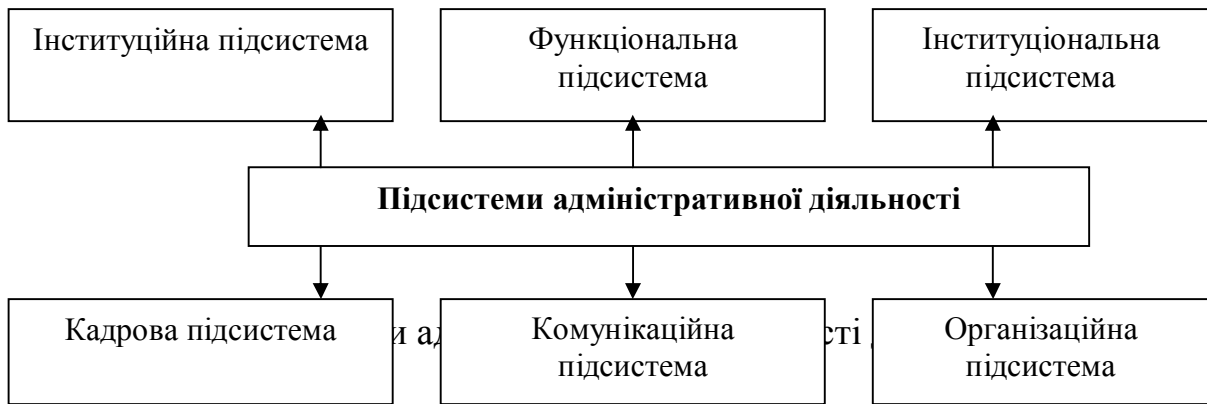 Інституційна підсистема
Функціональна
підсистема
Інституціональна
підсистема
Підсистеми адміністративної діяльності
Кадрова підсистема
Комунікаційна
підсистема
Організаційна
підсистема